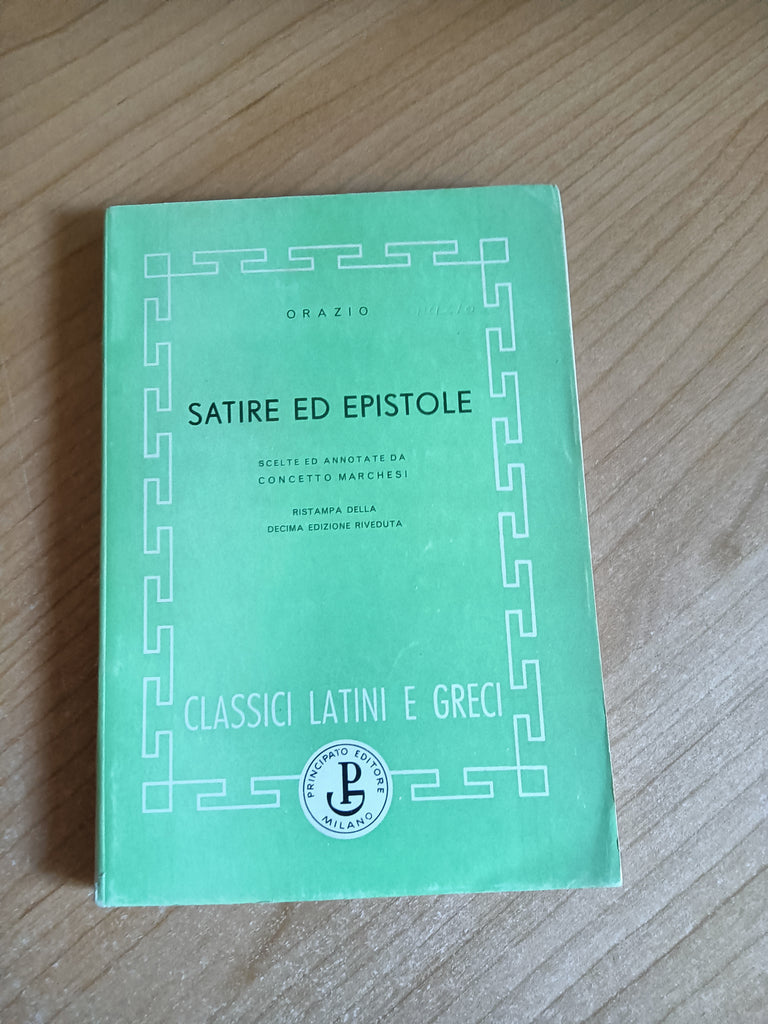 ORAZIO
SATIRE ED EPISTOLE
SCELTE ED ANNOTATE DA
CONCETTO MARCHESI
RISTAMPA DELLA
DECIMA EDIZIONE RIVEDUTA
CLASSICI LATINI E GRECI
PRINCIPATO EDITORE
P
MILANO